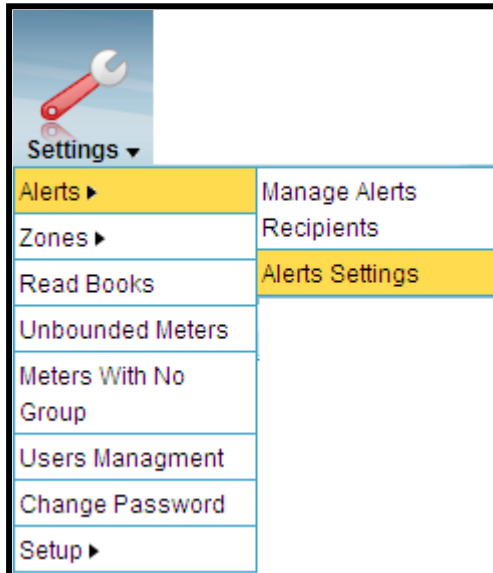 Settings ▾
Alerts ▸
Zones ▸
Read Books
Unbounded Meters
Meters With No
Group
Users Managment
Change Password
Setup ▸
Manage Alerts
Recipients
Alerts Settings